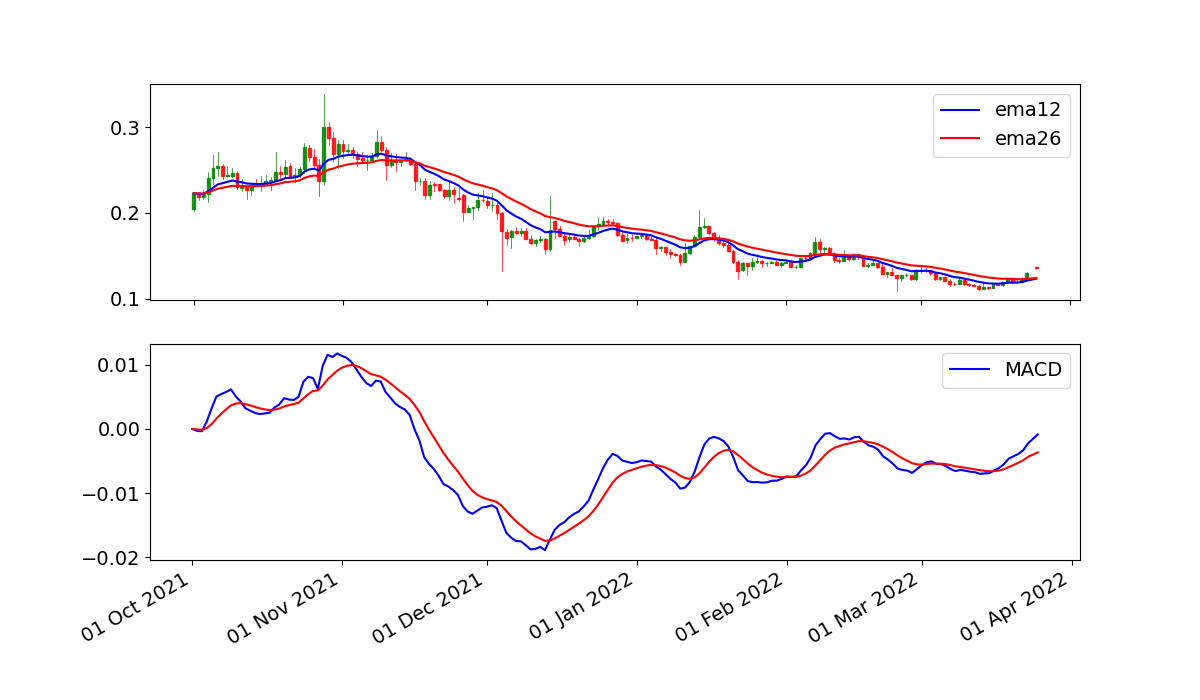 0.3
0.2
0.1
ema12
ema26
0.01
0.00
−0.01
−0.02
MACD
01 Oct 2021
01 Nov 2021
01 Dec 2021
01 Jan 2022
01 Feb 2022
01 Mar 2022
01 Apr 2022